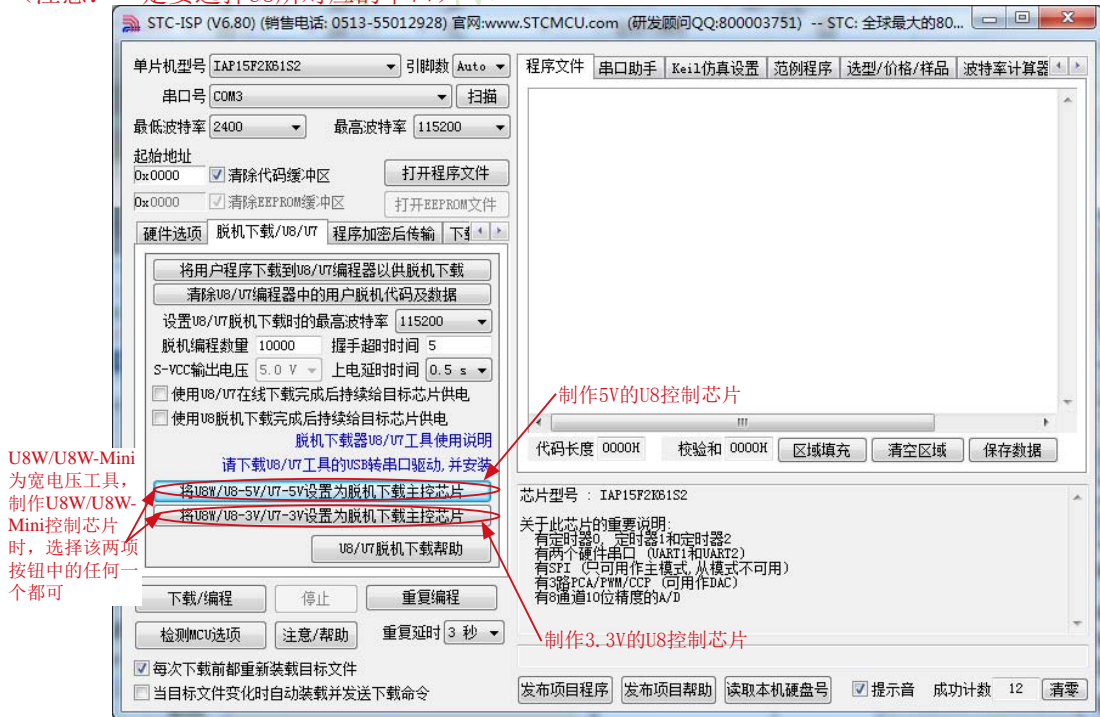 STC-ISP (V6.80) (销售电话: 0513-55012928) 官网:www.STCMCU.com (研发顾问QQ:800003751) -- STC: 全球最大的80...
单片机型号 IAP15F2K61S2 引脚数 Auto
串口号 COM3 扫描
最低波特率 2400 最高波特率 115200
起始地址
0x0000 清除代码缓冲区 打开程序文件
0x0000 清除EEPROM缓冲区 打开EEPROM文件
硬件选项 脱机下载/U8/U7 程序加密后传输
将用户程序下载到U8/U7编程器以供脱机下载
清除U8/U7编程器中的用户脱机代码及数据
设置U8/U7脱机下载时的最高波特率 115200
脱机编程数量 10000 握手超时时间 5
S-VCC输出电压 5.0 V 上电延时时间 0.5 s
使用U8/U7在线下载完成后持续给目标芯片供电
使用U8脱机下载完成后持续给目标芯片供电
脱机下载器U8/U7工具使用说明
请下载U8/U7工具的USB转串口驱动,并安装
将U8W/U8-5V/U7-5V设置为脱机下载主控芯片
将U8W/U8-3V/U7-3V设置为脱机下载主控芯片
U8/U7脱机下载帮助
下载/编程 停止 重复编程
检测MCU选项 注意/帮助 重复延时 3 秒
每次下载前都重新装载目标文件
当目标文件变化时自动装载并发送下载命令
U8W/U8W-Mini
为宽电压工具，
制作U8W/U8W-
Mini控制芯片
时，选择该两项
按钮中的任何一
个都可
程序文件 串口助手 Keil仿真设置 范例程序 选型/价格/样品 波特率计算器
制作5V的U8控制芯片
代码长度 0000H 校验和 0000H 区域填充 清空区域 保存数据
芯片型号 : IAP15F2K61S2
关于此芯片的重要说明:
有定时器0、定时器1和定时器2
有两个硬件串口 (UART1和UART2)
有SPI (只可用作主模式,从模式不可用)
有3路PCA/PWM/CCP (可用作DAC)
有8通道10位精度的A/D
制作3.3V的U8控制芯片
发布项目程序 发布项目帮助 读取本机硬盘号 提示音 成功计数 12 清零